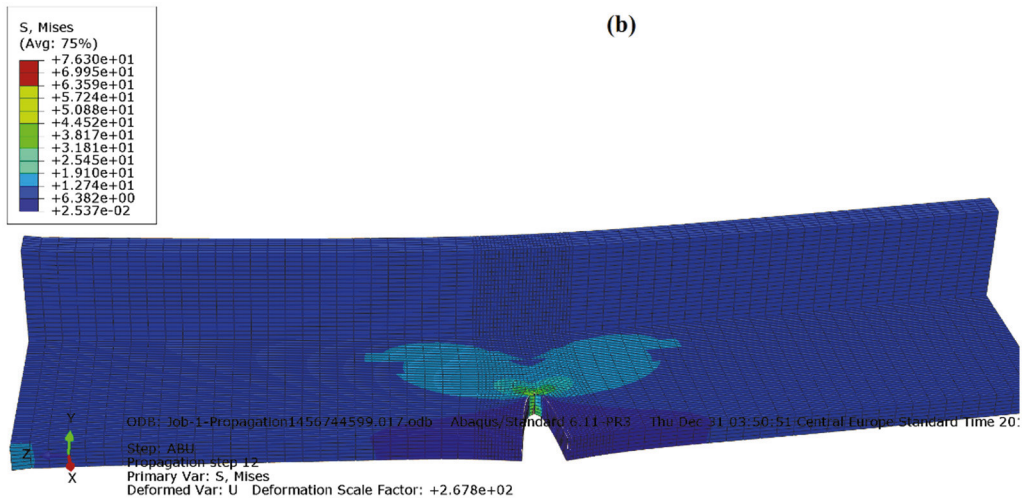 (b)
S, Mises
(Avg: 75%)
+7.630e+01
+6.995e+01
+6.359e+01
+5.724e+01
+5.088e+01
+4.452e+01
+3.817e+01
+3.181e+01
+2.545e+01
+1.910e+01
+1.274e+01
+6.382e+00
+2.537e-02
Y
Z
X
ODB: Job-1-Propagation1456744599.017.odb Abaqus/Standard 6.11-PR3 Thu Dec 31 03:50:51 Central Europe Standard Time
Step: ABU
Propagation step 12
Primary Var: S, Mises
Deformed Var: U Deformation Scale Factor: +2.678e+02